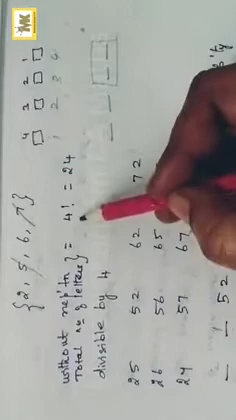 4 3 2 1
{2, 5, 6, 7} 1 2 3 4
without rep'tn
Total no of letters} = 4! = 24
divisible by 4
25 52 62 72
26 56 65
27 57 67
_ _ 52